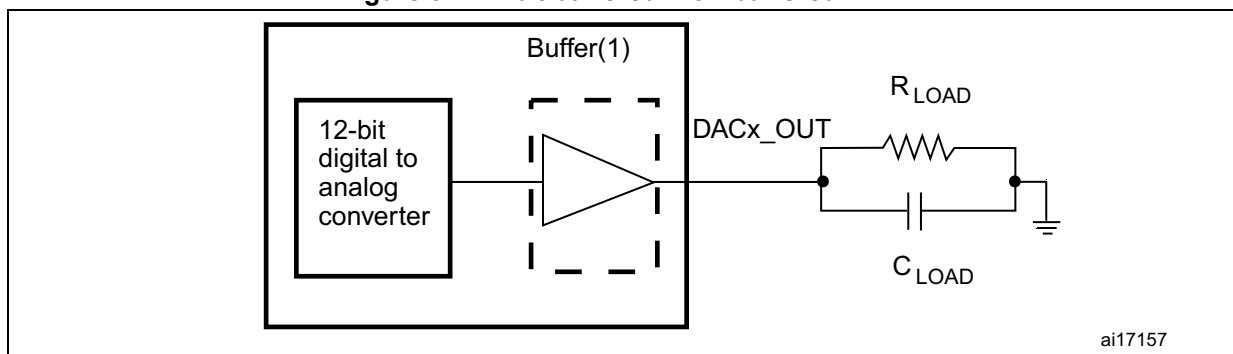 Buffer(1)
R LOAD
12-bit
digital to
analog
converter
DACx_OUT
C LOAD
ai17157